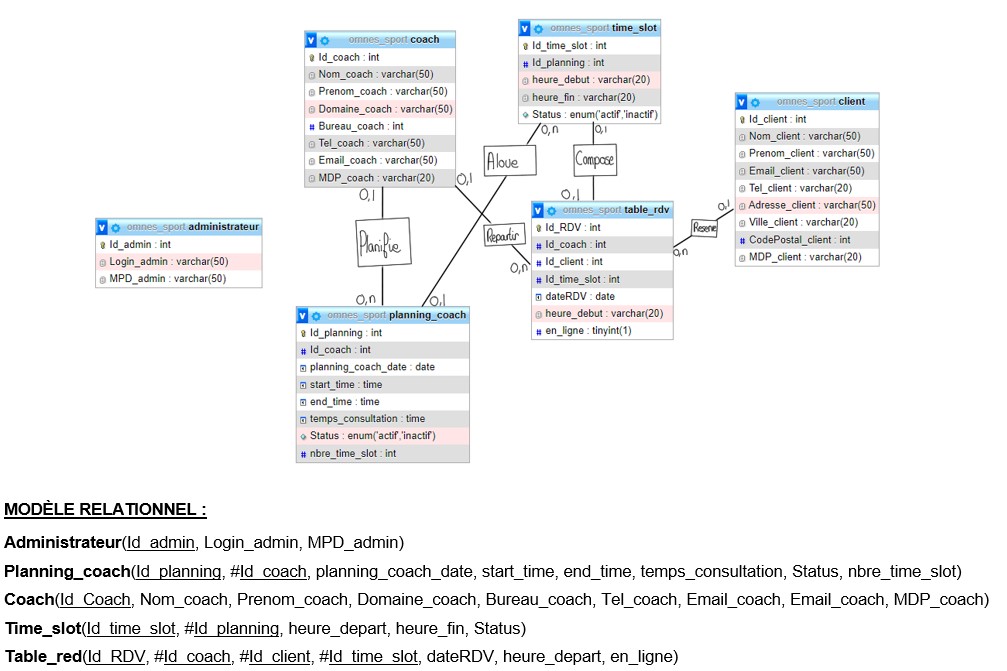 omnes_sport coach
Id_coach : int
Nom_coach : varchar(50)
Prenom_coach : varchar(50)
Domaine_coach : varchar(50)
Bureau_coach : int
Tel_coach : varchar(50)
Email_coach : varchar(50)
MDP_coach : varchar(20)
omnes_sport time_slot
Id_time_slot : int
Id_planning : int
heure_debut : varchar(20)
heure_fin : varchar(20)
Status : enum('actif','inactif')
omnes_sport client
Id_client : int
Nom_client : varchar(50)
Prenom_client : varchar(50)
Email_client : varchar(50)
Tel_client : varchar(20)
Adresse_client : varchar(50)
Ville_client : varchar(20)
CodePostal_client : int
MDP_client : varchar(20)
0,n
0,1
Aloue
Compose
0,1
0,1
0,1
0,1
omnes_sport administrateur
Id_admin : int
Login_admin : varchar(50)
MPD_admin : varchar(50)
Planifie
Repartir
Reserve
0,n
0,n
omnes_sport table_rdv
Id_RDV : int
Id_coach : int
Id_client : int
Id_time_slot : int
dateRDV : date
heure_debut : varchar(20)
en_ligne : tinyint(1)
0,n
0,1
omnes_sport planning_coach
Id_planning : int
Id_coach : int
planning_coach_date : date
start_time : time
end_time : time
temps_consultation : time
Status : enum('actif','inactif')
nbre_time_slot : int
MODÈLE RELATIONNEL :
Administrateur(Id_admin, Login_admin, MPD_admin)
Planning_coach(Id_planning, #Id_coach, planning_coach_date, start_time, end_time, temps_consultation, Status, nbre_time_slot)
Coach(Id_Coach, Nom_coach, Prenom_coach, Domaine_coach, Bureau_coach, Tel_coach, Email_coach, Email_coach, MDP_coach)
Time_slot(Id_time_slot, #Id_planning, heure_depart, heure_fin, Status)
Table_red(Id_RDV, #Id_coach, #Id_client, #Id_time_slot, dateRDV, heure_depart, en_ligne)